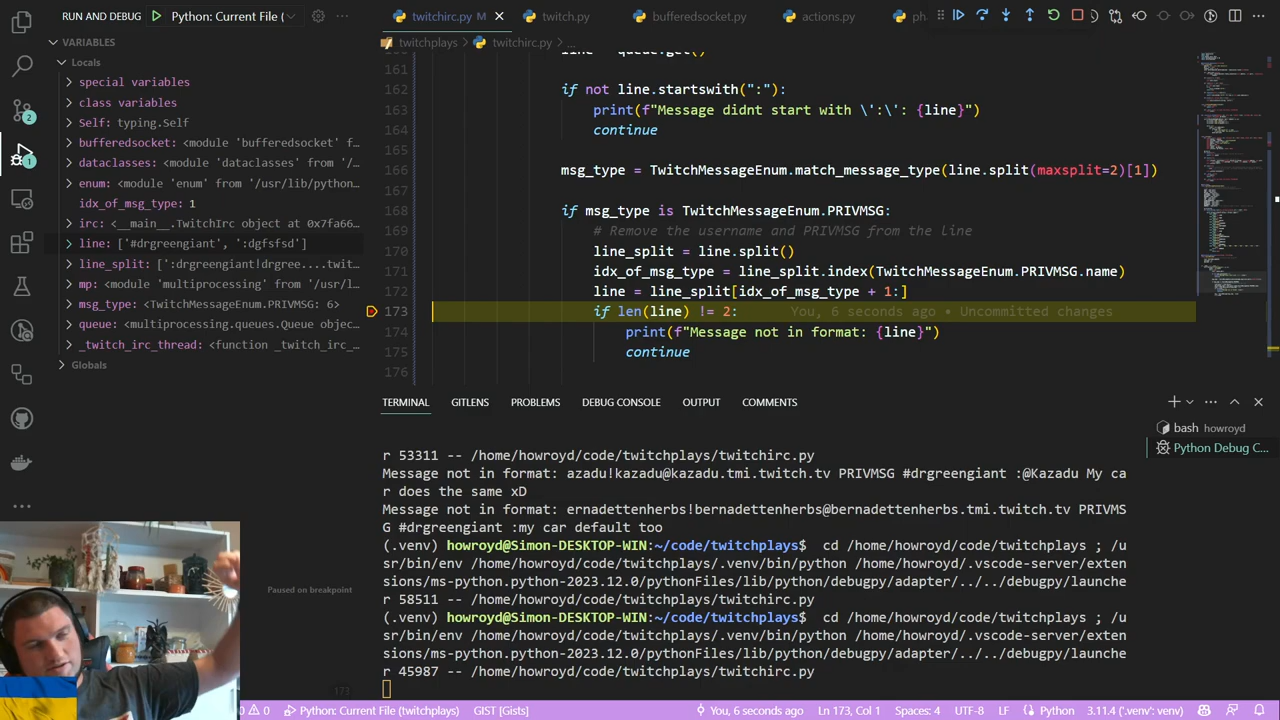 RUN AND DEBUG
Python: Current File (
VARIABLES
Locals
special variables
class variables
Self: typing.Self
bufferedsocket: <module 'bufferedsocket' from f…
dataclasses: <module 'dataclasses' from '/…
enum: <module 'enum' from '/usr/lib/python…
idx_of_msg_type: 1
irc: <__main__.TwitchIrc object at 0x7fa66…
line: ['#drgreengiant', ':dgfsfsd']
line_split: [':drgreengiant!drgree....twit…
mp: <module 'multiprocessing' from '/usr/l…
msg_type: <TwitchMessageEnum.PRIVMSG: 6>
queue: <multiprocessing.queues.Queue objec…
_twitch_irc_thread: <function _twitch_irc_…
Globals
Paused on breakpoint
twitchirc.py M
twitch.py
bufferedsocket.py
actions.py
twitchplays > twitchirc.py > ...
line = queue.get()
161
162 if not line.startswith(":"):
163 print(f"Message didnt start with \':\': {line}")
164 continue
165
166 msg_type = TwitchMessageEnum.match_message_type(line.split(maxsplit=2)[1])
167
168 if msg_type is TwitchMessageEnum.PRIVMSG:
169 # Remove the username and PRIVMSG from the line
170 line_split = line.split()
171 idx_of_msg_type = line_split.index(TwitchMessageEnum.PRIVMSG.name)
172 line = line_split[idx_of_msg_type + 1:]
173 if len(line) != 2: You, 6 seconds ago • Uncommitted changes
174 print(f"Message not in format: {line}")
175 continue
176
TERMINAL GITLENS PROBLEMS DEBUG CONSOLE OUTPUT COMMENTS
bash howroyd
Python Debug C...
r 53311 -- /home/howroyd/code/twitchplays/twitchirc.py
Message not in format: azadu!kazadu@kazadu.tmi.twitch.tv PRIVMSG #drgreengiant :@Kazadu My ca
r does the same xD
Message not in format: ernadettenherbs!bernadettenherbs@bernadettenherbs.tmi.twitch.tv PRIVMS
G #drgreengiant :my car default too
(.venv) howroyd@Simon-DESKTOP-WIN:~/code/twitchplays$ cd /home/howroyd/code/twitchplays ; /u
sr/bin/env /home/howroyd/code/twitchplays/.venv/bin/python /home/howroyd/.vscode-server/exten
sions/ms-python.python-2023.12.0/pythonFiles/lib/python/debugpy/adapter/../../debugpy/launche
r 58511 -- /home/howroyd/code/twitchplays/twitchirc.py
(.venv) howroyd@Simon-DESKTOP-WIN:~/code/twitchplays$ cd /home/howroyd/code/twitchplays ; /u
sr/bin/env /home/howroyd/code/twitchplays/.venv/bin/python /home/howroyd/.vscode-server/exten
sions/ms-python.python-2023.12.0/pythonFiles/lib/python/debugpy/adapter/../../debugpy/launche
r 45987 -- /home/howroyd/code/twitchplays/twitchirc.py
0 0 Python: Current File (twitchplays) GIST [Gists] You, 6 seconds ago Ln 173, Col 1 Spaces: 4 UTF-8 LF Python 3.11.4 ('.venv': venv)